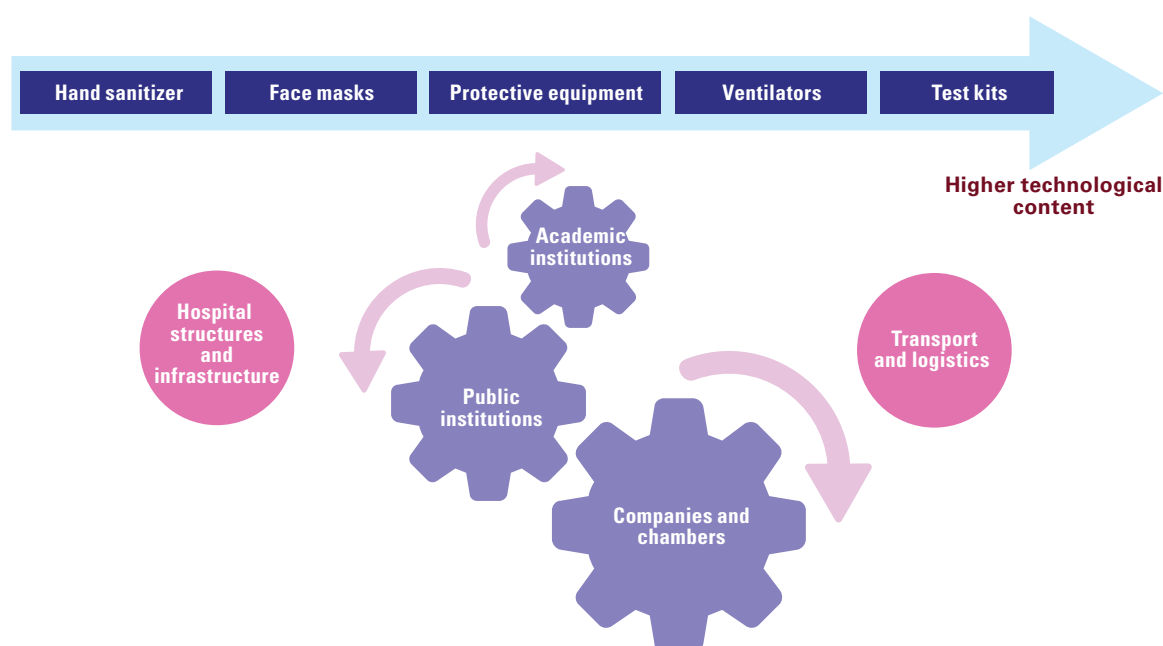 Hand sanitizer
Face masks
Protective equipment
Ventilators
Test kits
Higher technological
content
Academic
institutions
Hospital
structures
and
infrastructure
Transport
and logistics
Public
institutions
Companies and
chambers